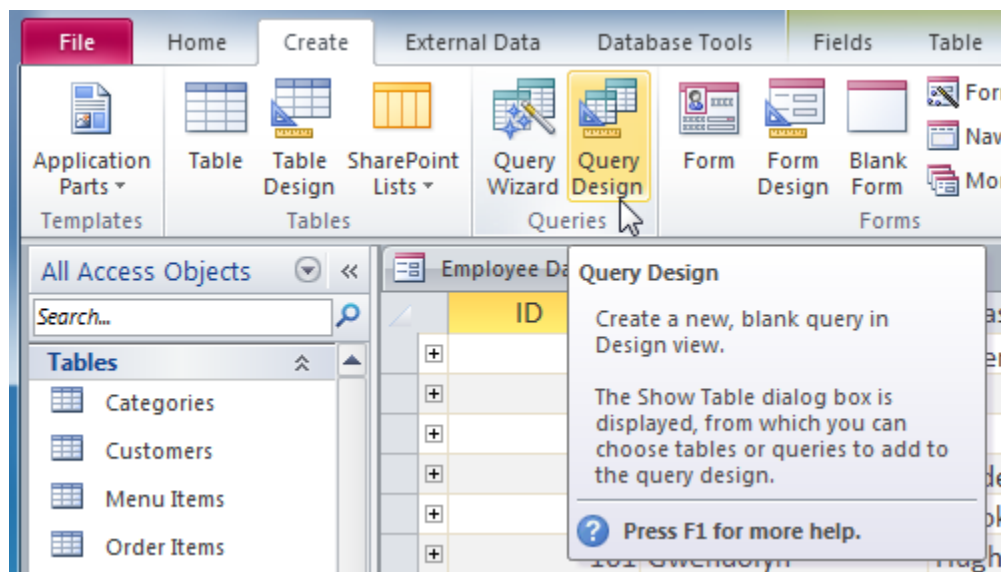 File Home Create External Data Database Tools Fields Table
Application Parts
Table
Table Design
SharePoint Lists
Query Wizard
Query Design
Form
Form Design
Blank Form
Templates Tables Queries Forms
All Access Objects
Search...
Tables
Categories
Customers
Menu Items
Order Items
Employee
ID
Query Design
Create a new, blank query in
Design view.
The Show Table dialog box is
displayed, from which you can
choose tables or queries to add to
the query design.
Press F1 for more help.